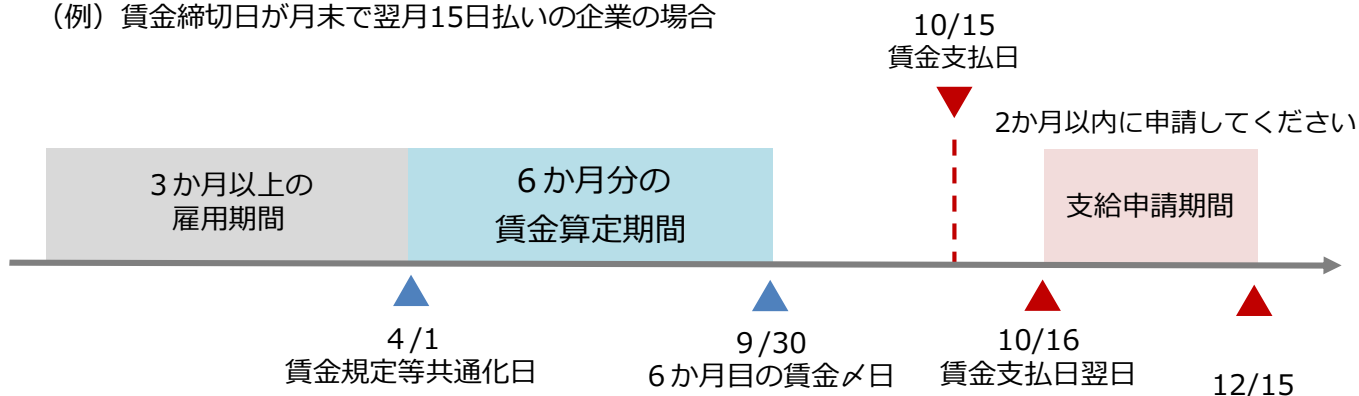 （例）賃金締切日が月末で翌月15日払いの企業の場合
10/15
賃金支払日
2か月以内に申請してください
３か月以上の
雇用期間
６か月分の
賃金算定期間
支給申請期間
４/1
賃金規定等共通化日
９/30
６か月目の賃金〆日
10/16
賃金支払日翌日
12/15